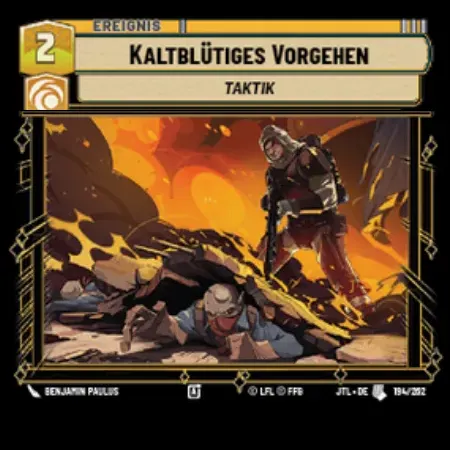 EREIGNIS
2
KALTBLÜTIGES VORGEHEN
TAKTIK
BENJAMIN PAULUS A © LFL © FFG JTL • DE 194/262